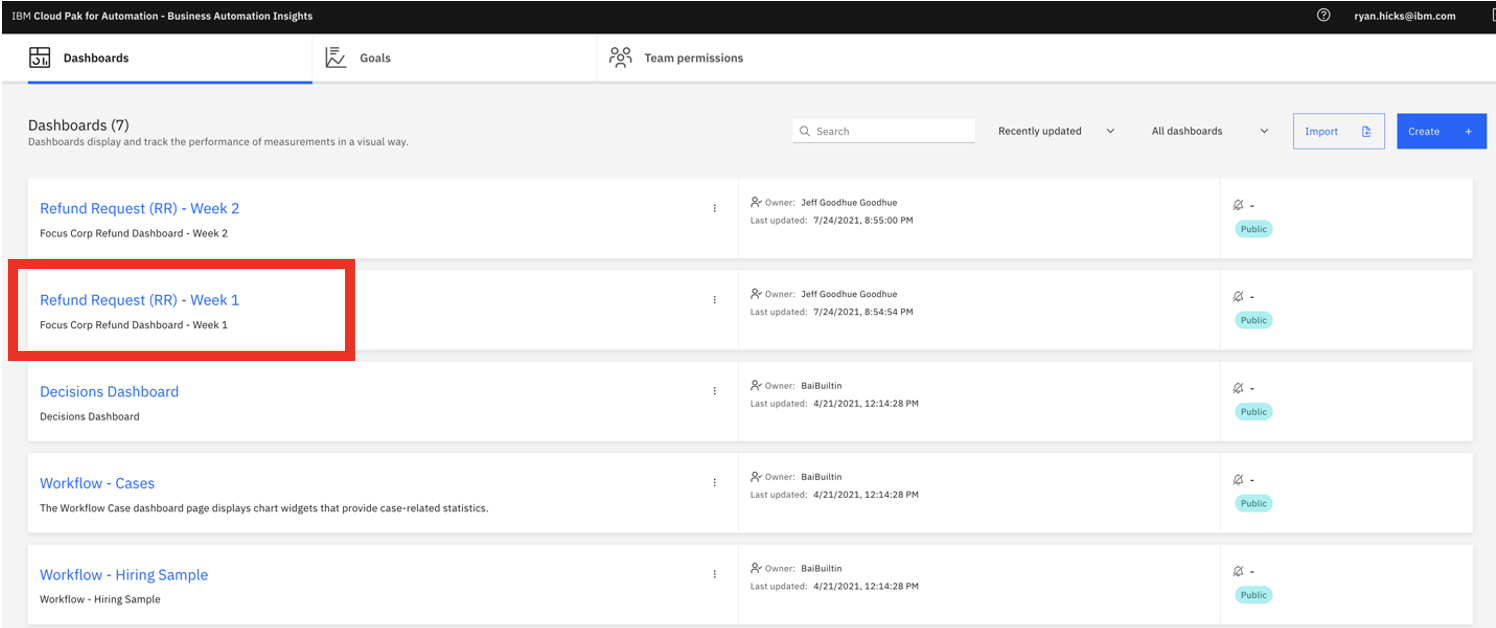 IBM Cloud Pak for Automation - Business Automation Insights
ryan.hicks@ibm.com
Dashboards
Goals
Team permissions
Dashboards (7)
Dashboards display and track the performance of measurements in a visual way.
Search
Recently updated
All dashboards
Import
Create +
Refund Request (RR) - Week 2
Focus Corp Refund Dashboard - Week 2
Owner: Jeff Goodhue Goodhue
Last updated: 7/24/2021, 8:55:00 PM
-
Public
Refund Request (RR) - Week 1
Focus Corp Refund Dashboard - Week 1
Owner: Jeff Goodhue Goodhue
Last updated: 7/24/2021, 8:54:54 PM
-
Public
Decisions Dashboard
Decisions Dashboard
Owner: BaiBuiltin
Last updated: 4/21/2021, 12:14:28 PM
-
Public
Workflow - Cases
The Workflow Case dashboard page displays chart widgets that provide case-related statistics.
Owner: BaiBuiltin
Last updated: 4/21/2021, 12:14:28 PM
-
Public
Workflow - Hiring Sample
Workflow - Hiring Sample
Owner: BaiBuiltin
Last updated: 4/21/2021, 12:14:28 PM
-
Public